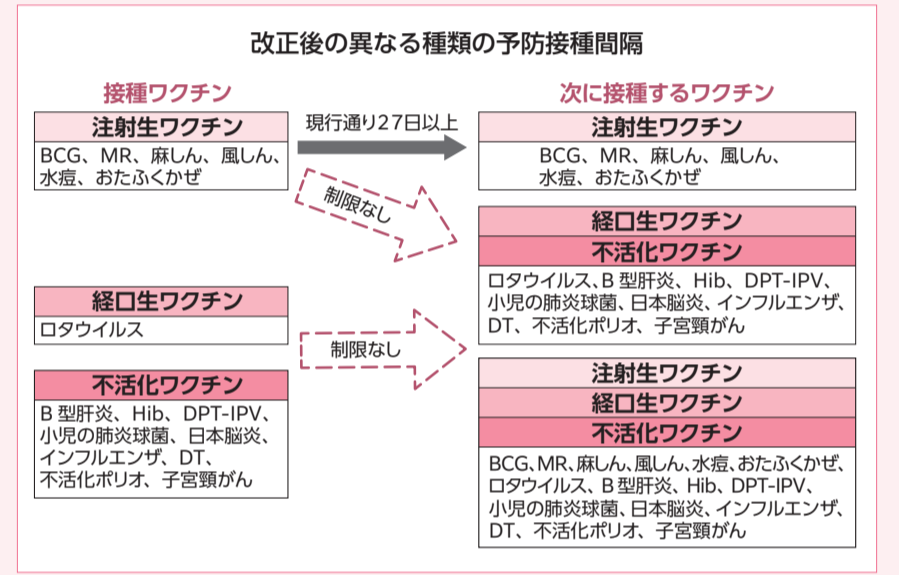 改正後の異なる種類の予防接種間隔
接種ワクチン
注射生ワクチン
BCG、MR、麻しん、風しん、
水痘、おたふくかぜ
現行通り27日以上
制限なし
経口生ワクチン
ロタウイルス
制限なし
不活化ワクチン
B型肝炎、Hib、DPT-IPV、
小児の肺炎球菌、日本脳炎、
インフルエンザ、DT、
不活化ポリオ、子宮頸がん
次に接種するワクチン
注射生ワクチン
BCG、MR、麻しん、風しん、
水痘、おたふくかぜ
経口生ワクチン
不活化ワクチン
ロタウイルス、B型肝炎、Hib、DPT-IPV、
小児の肺炎球菌、日本脳炎、インフルエンザ、
DT、不活化ポリオ、子宮頸がん
注射生ワクチン
経口生ワクチン
不活化ワクチン
BCG、MR、麻しん、風しん、水痘、おたふくかぜ、
ロタウイルス、B型肝炎、Hib、DPT-IPV、
小児の肺炎球菌、日本脳炎、インフルエンザ、
DT、不活化ポリオ、子宮頸がん